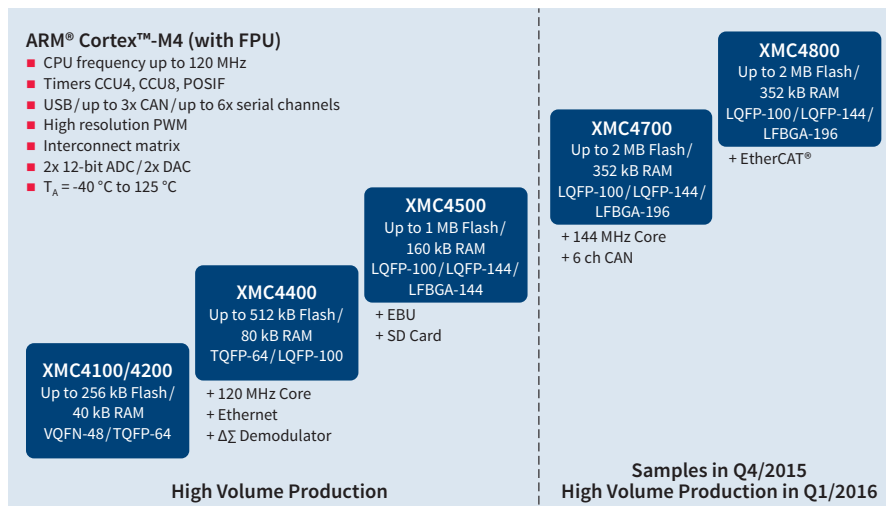 ARM® Cortex™-M4 (with FPU)
CPU frequency up to 120 MHz
Timers CCU4, CCU8, POSIF
USB/up to 3x CAN/up to 6x serial channels
High resolution PWM
Interconnect matrix
2x 12-bit ADC/2x DAC
TA = -40 °C to 125 °C
XMC4100/4200
Up to 256 kB Flash/
40 kB RAM
VQFN-48/TQFP-64
XMC4400
Up to 512 kB Flash/
80 kB RAM
TQFP-64/LQFP-100
+ 120 MHz Core
+ Ethernet
+ ΔΣ Demodulator
XMC4500
Up to 1 MB Flash/
160 kB RAM
LQFP-100/LQFP-144/
LFBGA-144
+ EBU
+ SD Card
High Volume Production
XMC4700
Up to 2 MB Flash/
352 kB RAM
LQFP-100/LQFP-144/
LFBGA-196
+ 144 MHz Core
+ 6 ch CAN
XMC4800
Up to 2 MB Flash/
352 kB RAM
LQFP-100/LQFP-144/
LFBGA-196
+ EtherCAT®
Samples in Q4/2015
High Volume Production in Q1/2016